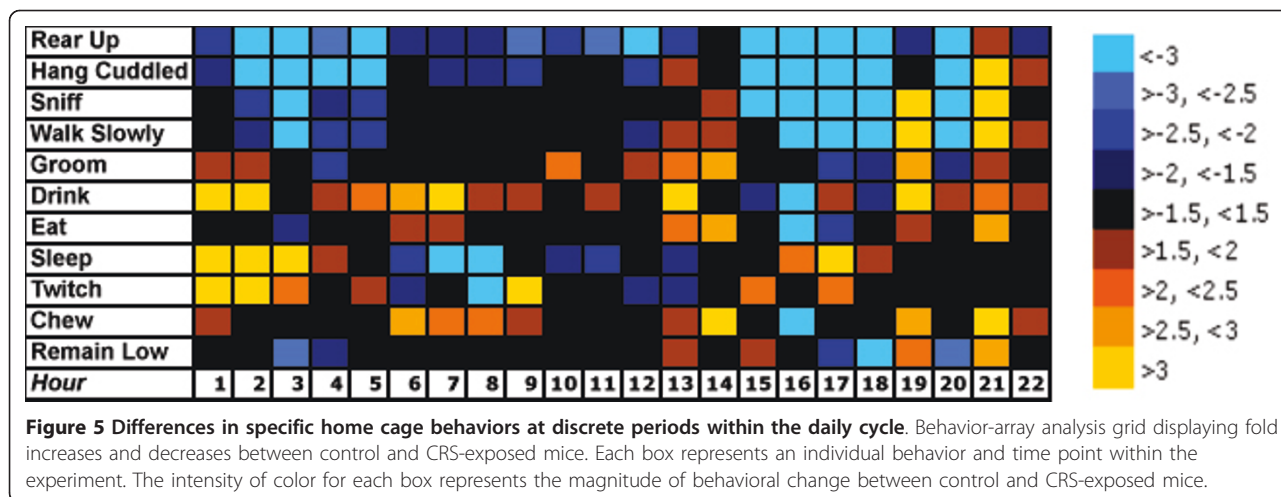 Rear Up
Hang Cuddled
Sniff
Walk Slowly
Groom
Drink
Eat
Sleep
Twitch
Chew
Remain Low
Hour 1 2 3 4 5 6 7 8 9 10 11 12 13 14 15 16 17 18 19 20 21 22
<-3
>-3, <-2.5
>-2.5, <-2
>-2, <-1.5
>-1.5, <1.5
>1.5, <2
>2, <2.5
>2.5, <3
>3
Figure 5 Differences in specific home cage behaviors at discrete periods within the daily cycle. Behavior-array analysis grid displaying fold
increases and decreases between control and CRS-exposed mice. Each box represents an individual behavior and time point within the
experiment. The intensity of color for each box represents the magnitude of behavioral change between control and CRS-exposed mice.